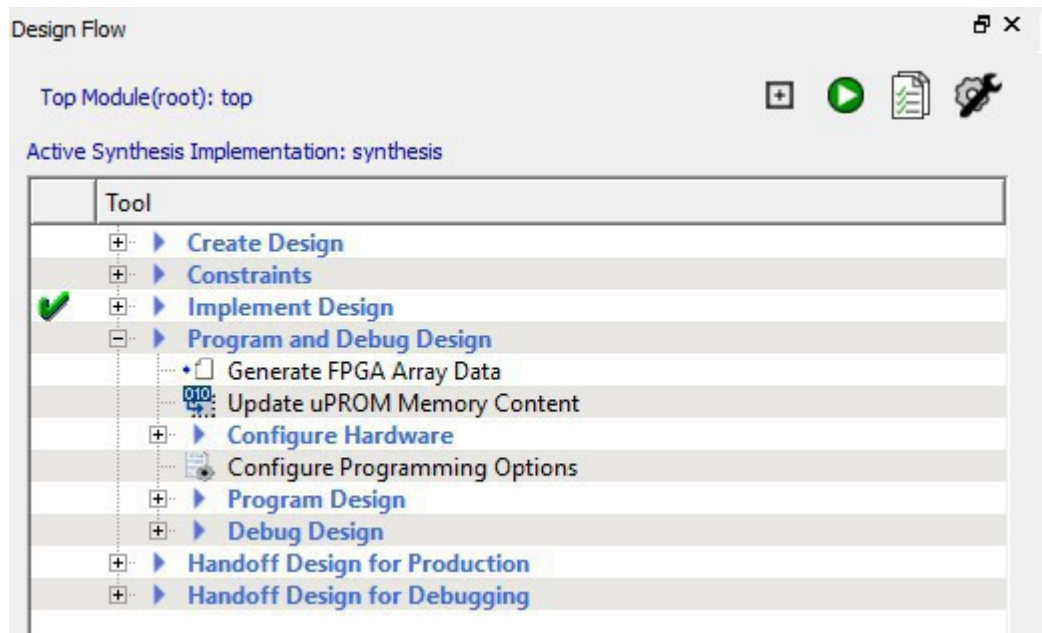 Design Flow
Top Module(root): top
Active Synthesis Implementation: synthesis
Tool
Create Design
Constraints
Implement Design
Program and Debug Design
Generate FPGA Array Data
010
Update uPROM Memory Content
Configure Hardware
Configure Programming Options
Program Design
Debug Design
Handoff Design for Production
Handoff Design for Debugging